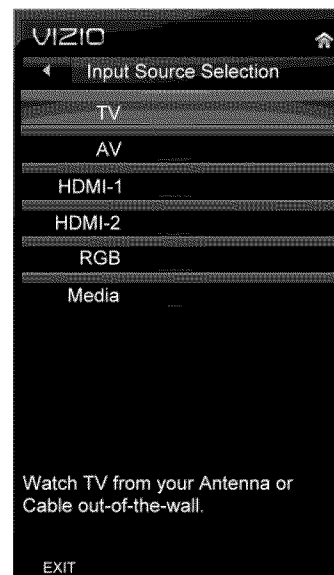 VIZIO
Input Source Selection
TV
AV
HDMI-1
HDMI-2
RGB
Media
Watch TV from your Antenna or
Cable out-of-the-wall.
EXIT